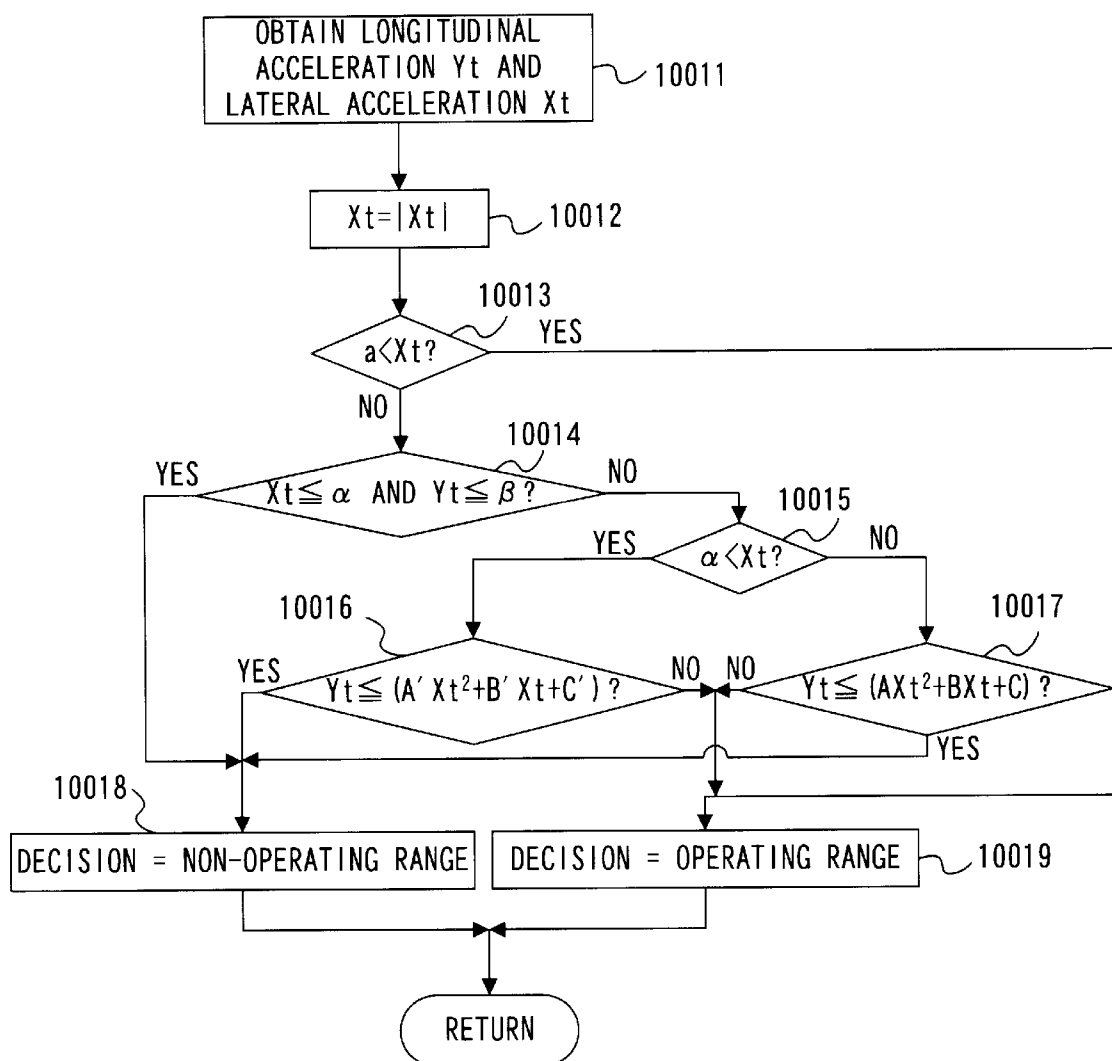 OBTAIN LONGITUDINAL
ACCELERATION Yt AND
LATERAL ACCELERATION Xt
10011
Xt=|Xt|
10012
10013
a<Xt?
YES
NO
10014
YES
Xt≦α AND Yt≦β?
NO
10015
YES
α<Xt?
NO
10016
10017
YES
Yt≦(A′Xt²+B′Xt+C′)?
NO
NO
Yt≦(AXt²+BXt+C)?
YES
10018
DECISION = NON-OPERATING RANGE
DECISION = OPERATING RANGE
10019
RETURN